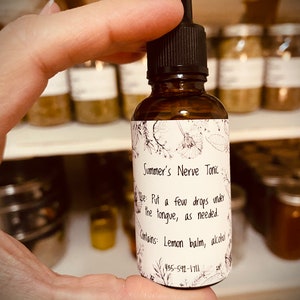 Summer's Nerve Tonic
Use: Put a few drops under
the tongue, as needed.
Contains: Lemon balm, alcohol